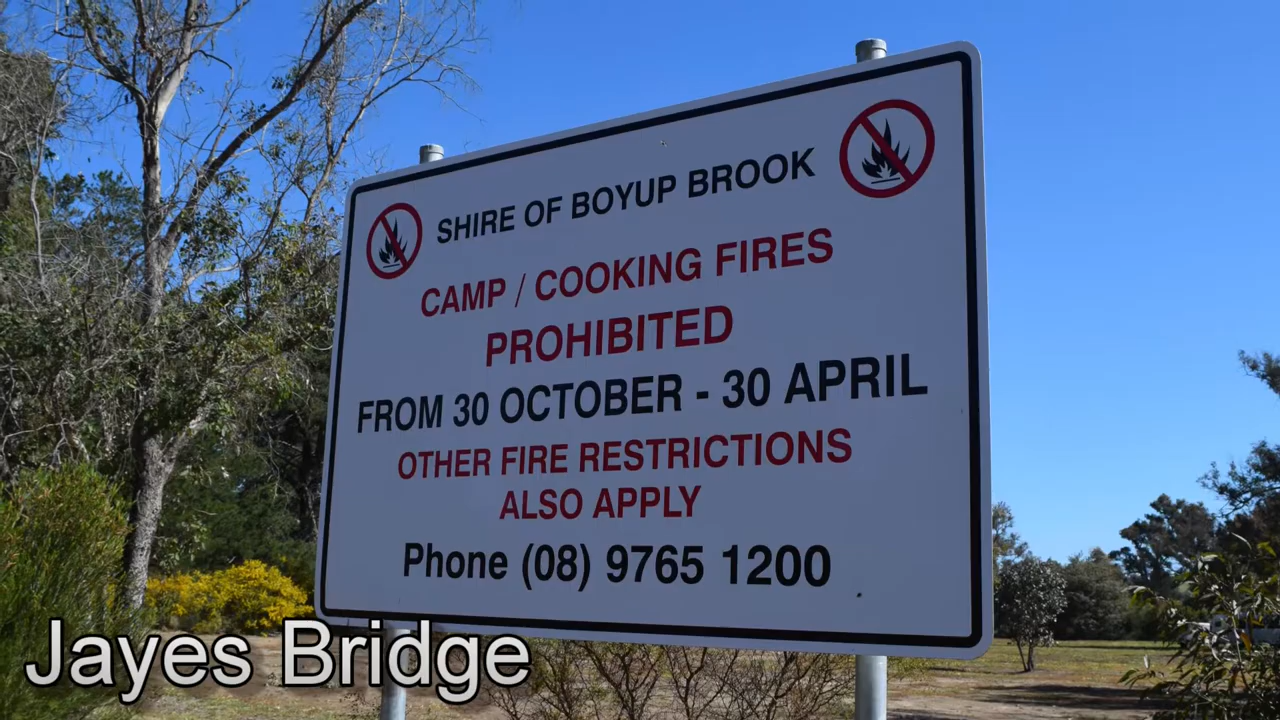 SHIRE OF BOYUP BROOK
CAMP / COOKING FIRES
PROHIBITED
FROM 30 OCTOBER - 30 APRIL
OTHER FIRE RESTRICTIONS
ALSO APPLY
Phone (08) 9765 1200
Jayes Bridge